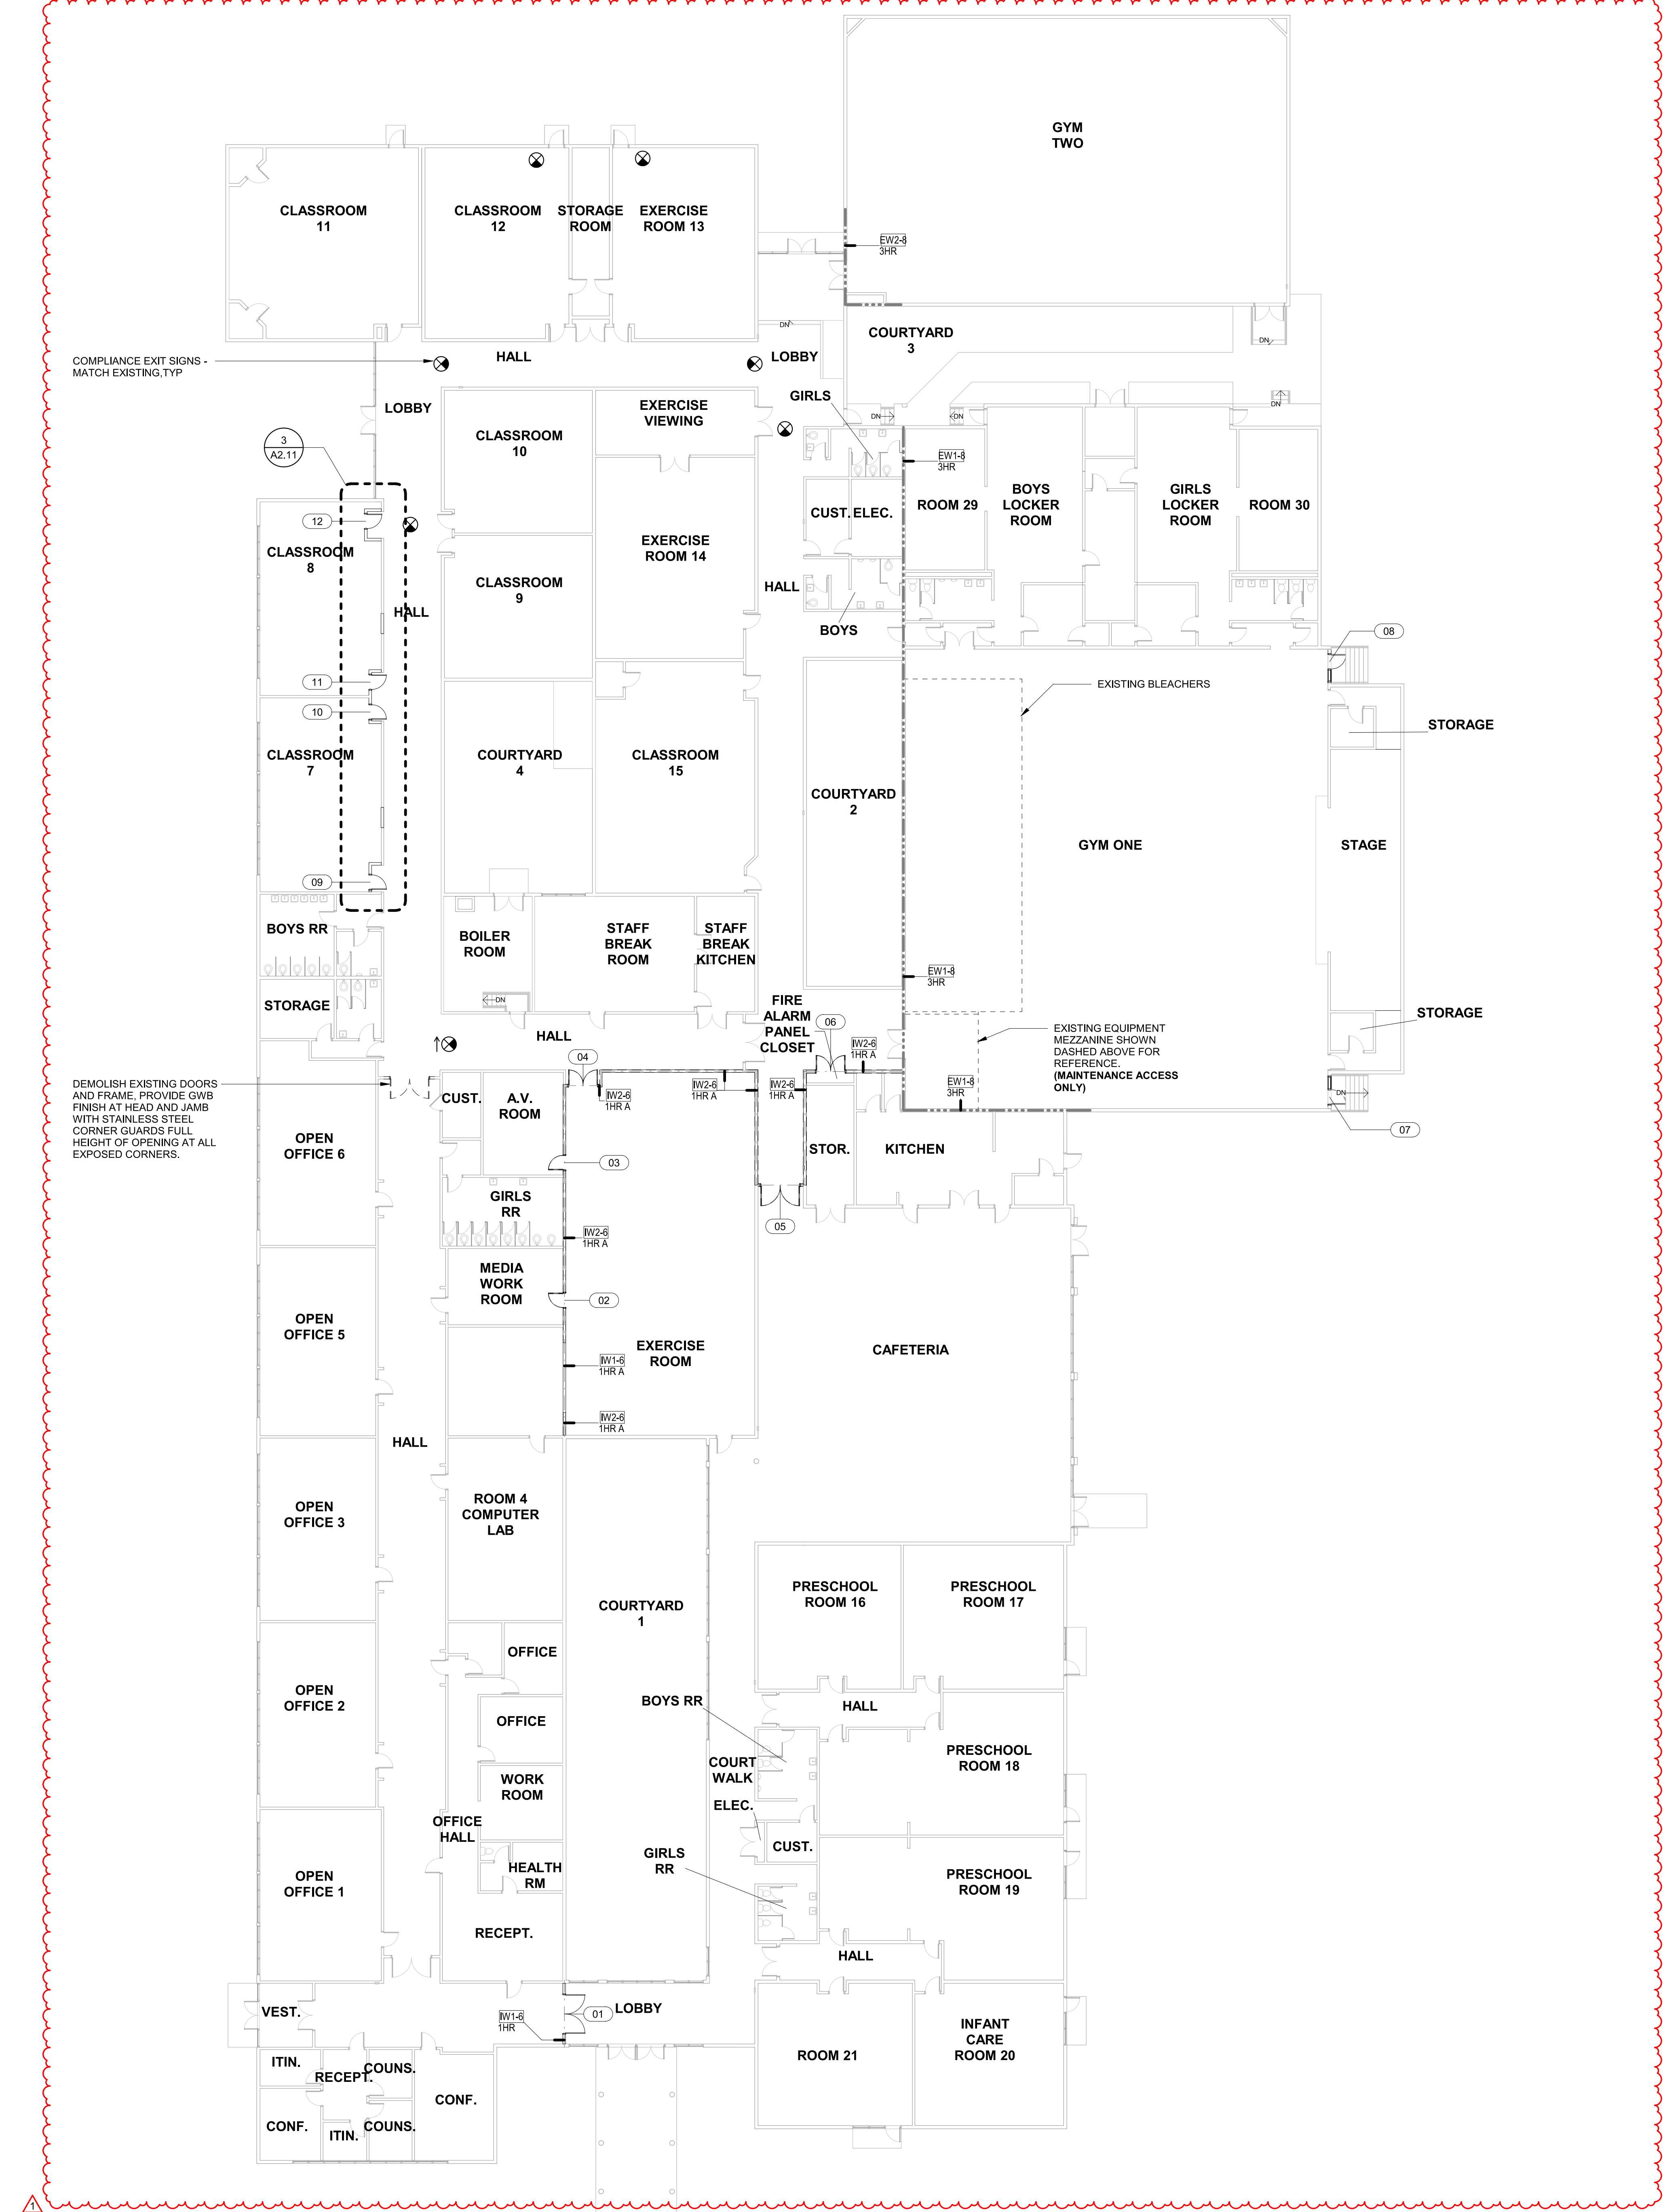 GYM
TWO
CLASSROOM
11
CLASSROOM
12
STORAGE
ROOM
EXERCISE
ROOM 13
EW2-8
3HR
DN
COURTYARD
3
DN
COMPLIANCE EXIT SIGNS -
MATCH EXISTING,TYP
HALL
LOBBY
GIRLS
LOBBY
EXERCISE
VIEWING
DN
DN
DN
3
A2.11
CLASSROOM
10
EW1-8
3HR
12
CUST.
ELEC.
ROOM 29
BOYS
LOCKER
ROOM
GIRLS
LOCKER
ROOM
ROOM 30
CLASSROOM
8
EXERCISE
ROOM 14
CLASSROOM
9
HALL
HALL
BOYS
08
11
10
EXISTING BLEACHERS
STORAGE
CLASSROOM
7
COURTYARD
4
CLASSROOM
15
COURTYARD
2
GYM ONE
STAGE
09
BOYS RR
BOILER
ROOM
STAFF
BREAK
ROOM
STAFF
BREAK
KITCHEN
EW1-8
3HR
STORAGE
DN
FIRE
ALARM
PANEL
CLOSET
06
STORAGE
HALL
IW2-6
1HR A
EXISTING EQUIPMENT
MEZZANINE SHOWN
DASHED ABOVE FOR
REFERENCE.
(MAINTENANCE ACCESS
ONLY)
04
DEMOLISH EXISTING DOORS
AND FRAME, PROVIDE GWB
FINISH AT HEAD AND JAMB
WITH STAINLESS STEEL
CORNER GUARDS FULL
HEIGHT OF OPENING AT ALL
EXPOSED CORNERS.
CUST.
A.V.
ROOM
IW2-6
1HR A
IW2-6
1HR A
IW2-6
1HR A
EW1-8
3HR
DN
07
OPEN
OFFICE 6
03
STOR.
KITCHEN
GIRLS
RR
05
IW2-6
1HR A
MEDIA
WORK
ROOM
02
OPEN
OFFICE 5
EXERCISE
ROOM
CAFETERIA
IW1-6
1HR A
IW2-6
1HR A
HALL
OPEN
OFFICE 3
ROOM 4
COMPUTER
LAB
COURTYARD
1
PRESCHOOL
ROOM 16
PRESCHOOL
ROOM 17
OFFICE
OPEN
OFFICE 2
OFFICE
BOYS RR
HALL
COURT
WALK
PRESCHOOL
ROOM 18
WORK
ROOM
ELEC.
OFFICE
HALL
CUST.
GIRLS
RR
HEALTH
RM
OPEN
OFFICE 1
PRESCHOOL
ROOM 19
RECEPT.
HALL
VEST.
IW1-6
1HR
01
LOBBY
INFANT
CARE
ROOM 20
ROOM 21
ITIN.
RECEPT.
COUNS.
CONF.
CONF.
ITIN.
COUNS.
1